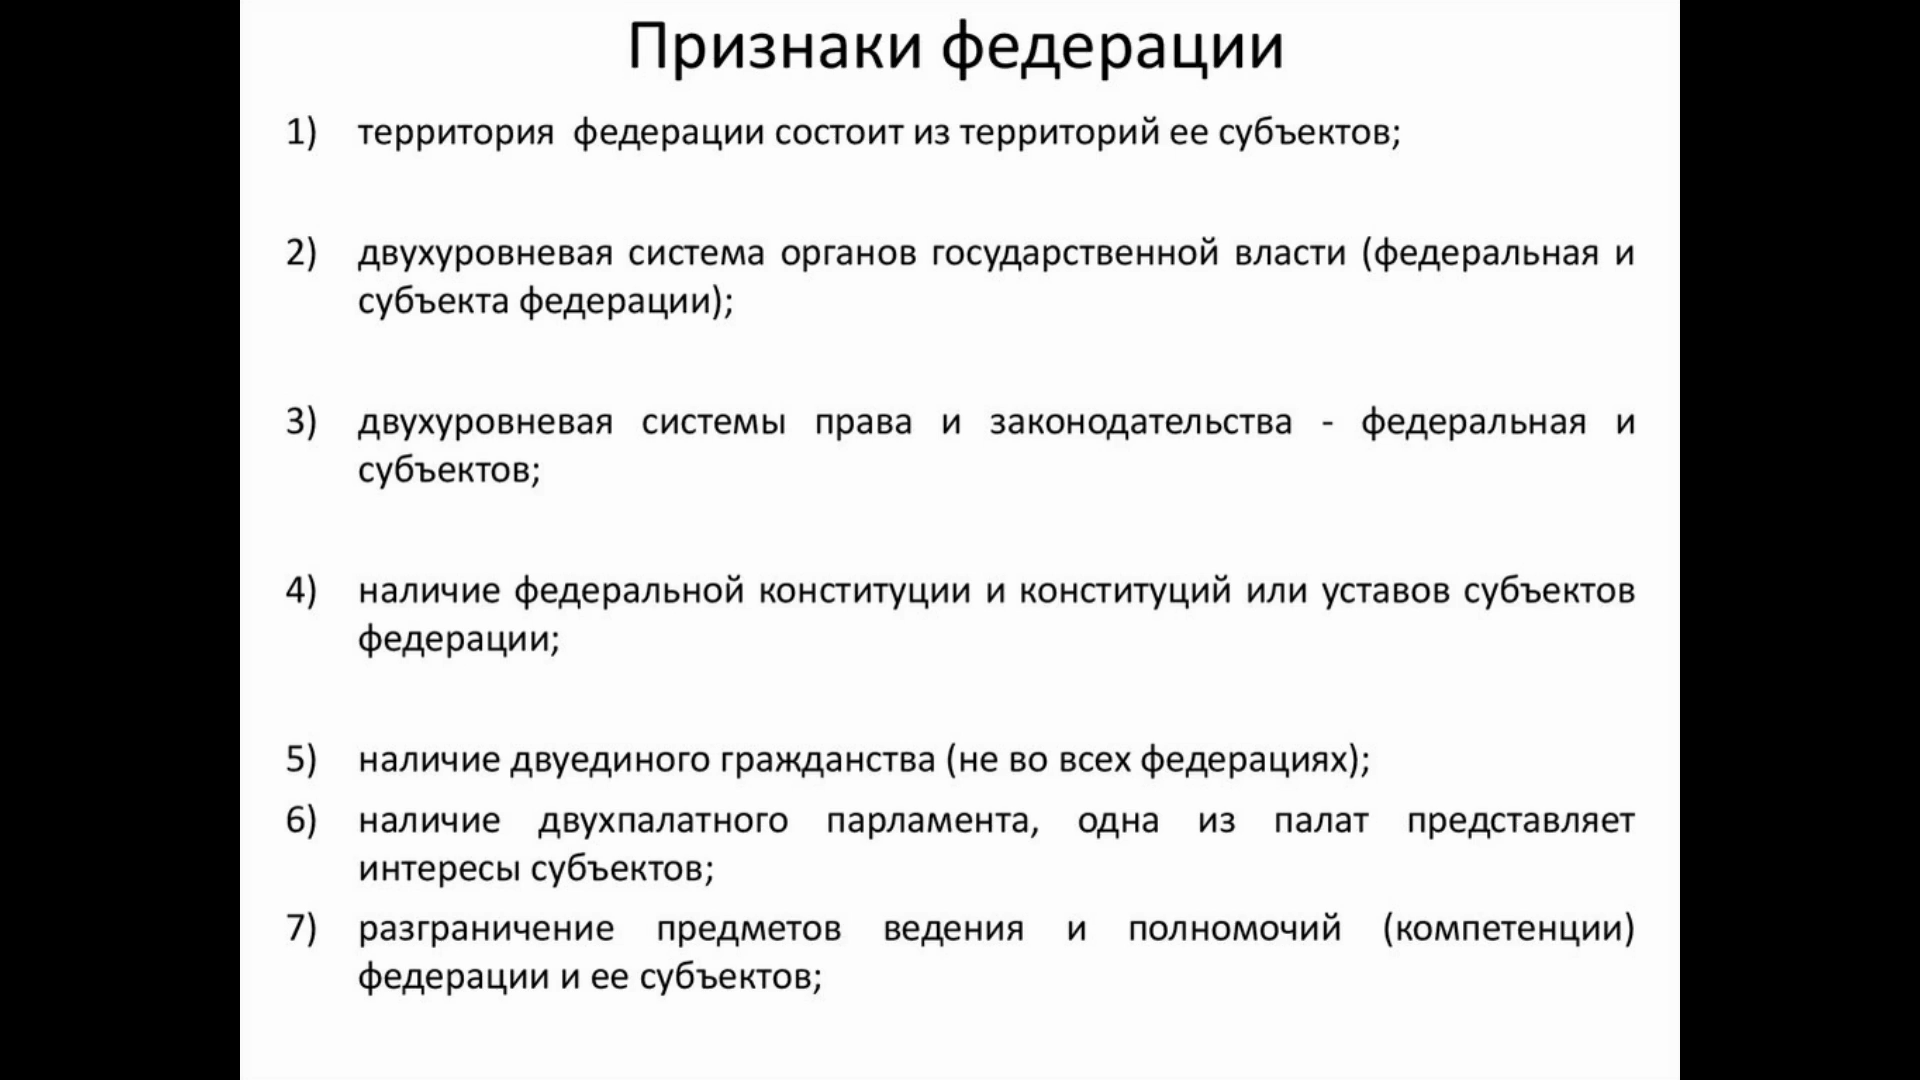 Признаки федерации
1) территория федерации состоит из территорий ее субъектов;
2) двухуровневая система органов государственной власти (федеральная и
субъекта федерации);
3) двухуровневая системы права и законодательства - федеральная и
субъектов;
4) наличие федеральной конституции и конституций или уставов субъектов
федерации;
5) наличие двуединого гражданства (не во всех федерациях);
6) наличие двухпалатного парламента, одна из палат представляет
интересы субъектов;
7) разграничение предметов ведения и полномочий (компетенции)
федерации и ее субъектов;